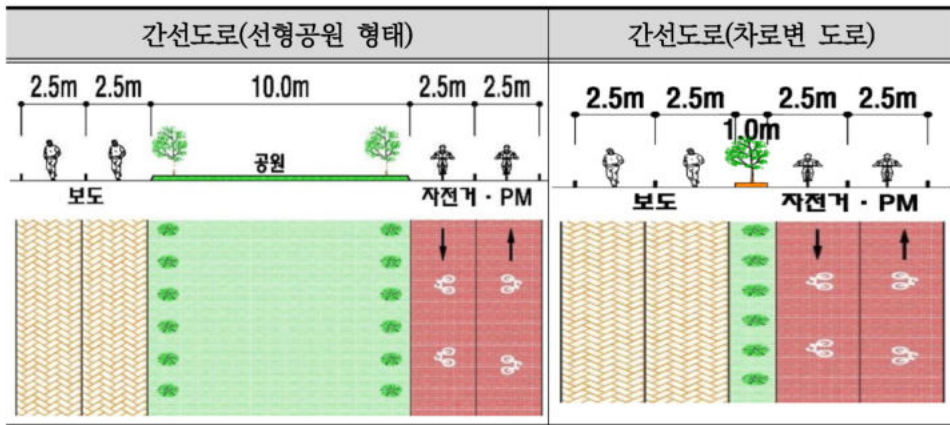 간선도로(선형공원 형태)
간선도로(차로변 도로)
2.5m 2.5m 10.0m 2.5m 2.5m
공원
보도
자전거 · PM
2.5m 2.5m 1.0m 2.5m 2.5m
보도
자전거 · PM